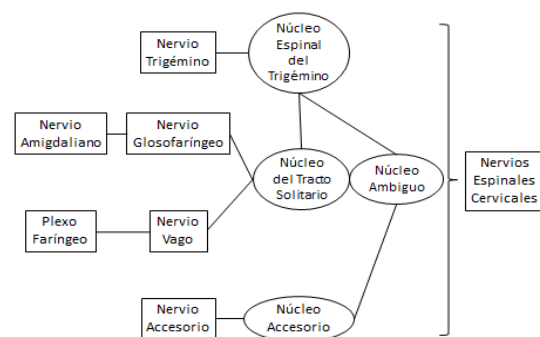 Núcleo
Espinal
del
Trigémino
Nervio
Trigémino
Nervio
Amigdaliano
Nervio
Glosofaríngeo
Núcleo
del Tracto
Solitario
Núcleo
Ambiguo
Nervios
Espinales
Cervicales
Plexo
Faríngeo
Nervio
Vago
Nervio
Accesorio
Núcleo
Accesorio